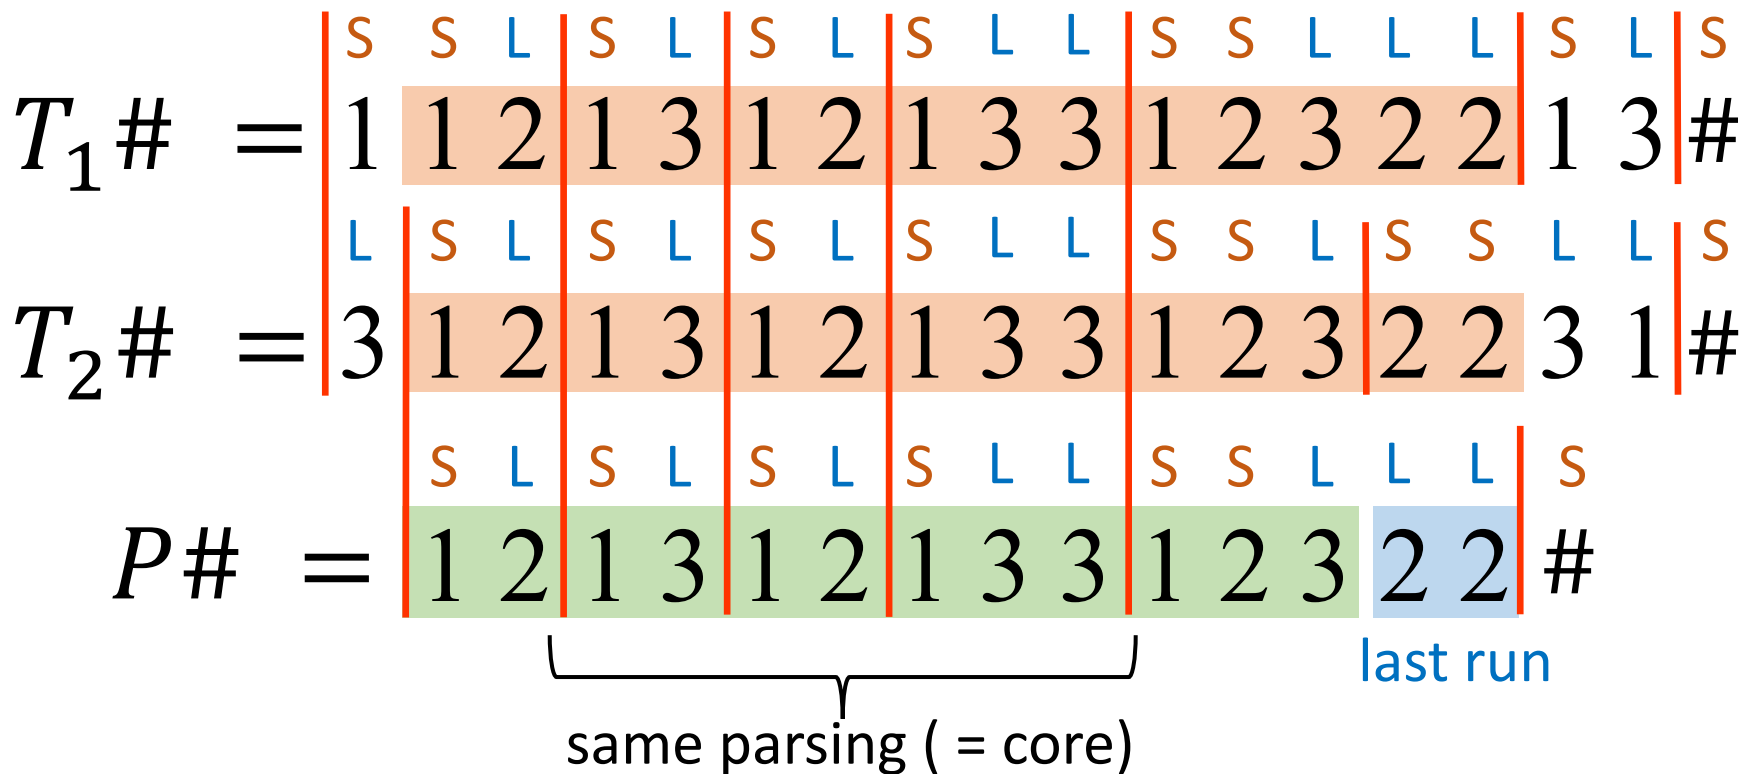 S S L S L S L S L L S S L L L S L S
T₁# = 1 1 2 1 3 1 2 1 3 3 1 2 3 2 2 1 3 #
L S L S L S L S L L S S L S S L L S
T₂# = 3 1 2 1 3 1 2 1 3 3 1 2 3 2 2 3 1 #
S L S L S L S L L S S L L L S
P# = 1 2 1 3 1 2 1 3 3 1 2 3 2 2 #
last run
same parsing ( = core)